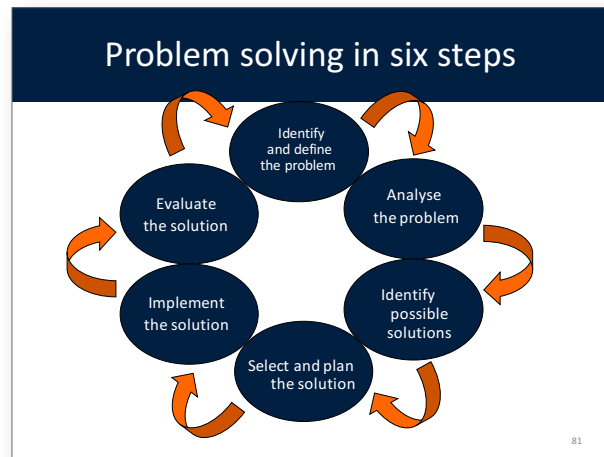 Problem solving in six steps
Identify
and define
the problem
Analyse
the problem
Identify
possible
solutions
Select and plan
the solution
Implement
the solution
Evaluate
the solution
81